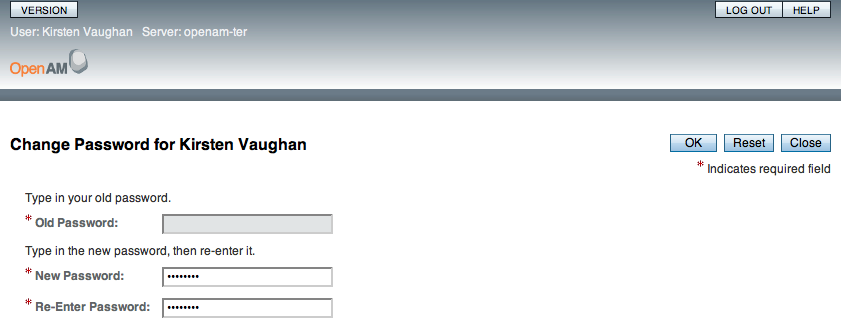 VERSION LOG OUT HELP
User: Kirsten Vaughan Server: openam-ter
OpenAM
Change Password for Kirsten Vaughan OK Reset Close
* Indicates required field
Type in your old password.
* Old Password:
Type in the new password, then re-enter it.
* New Password: ••••••••
* Re-Enter Password: ••••••••